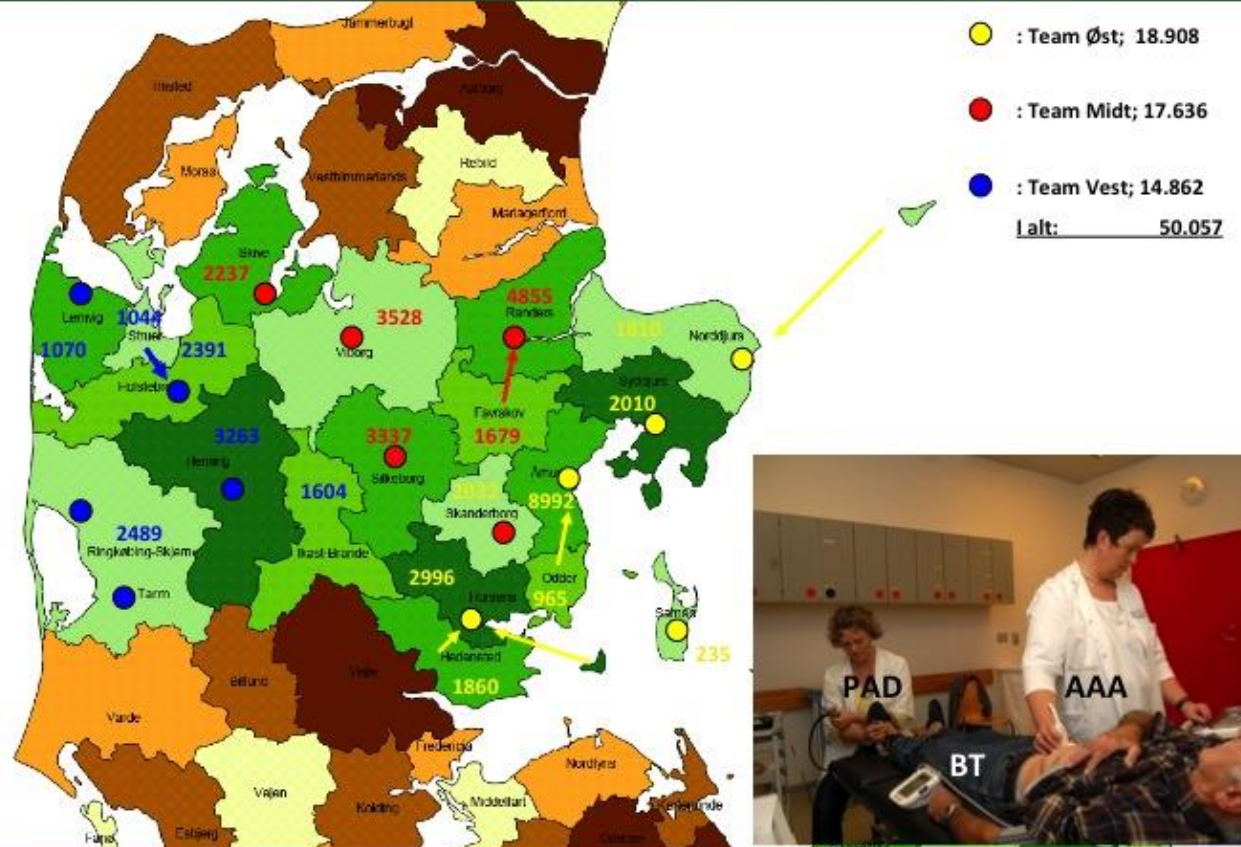 : Team Øst; 18.908
: Team Midt; 17.636
: Team Vest; 14.862
I alt: 50.057
Jammerbugt
Thisted
Aalborg
Morsø
Vesthimmerlands
Rebild
Mariagerfjord
Skive
2237
Lemvig
1070
1044
Struer
2391
Holstebro
3528
Viborg
4855
Randers
1810
Norddjurs
Syddjurs
2010
Favrskov
1679
3263
Herning
3337
Silkeborg
1604
Ikast-Brande
Skanderborg
8992
2489
Ringkøbing-Skjern
Tarm
2996
Horsens
Odder
965
Samsø
235
Hedensted
1860
Varde
Billund
Vejle
Fredericia
Nordfyns
Vejen
Kolding
Middelfart
Kerteminde
Fanø
Esbjerg
PAD
AAA
BT